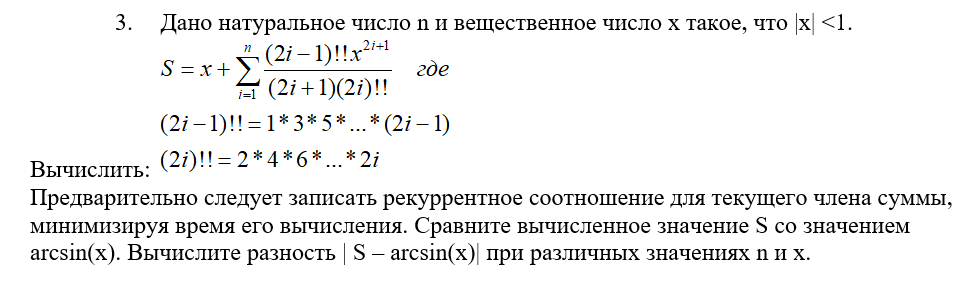 3. Дано натуральное число n и вещественное число x такое, что |x| <1.
S = x + ∑_{i=1}^{n} \frac{(2i−1)!!x^{2i+1}}{(2i+1)(2i)!!} где
(2i−1)!! = 1*3*5*...*(2i−1)
Вычислить: (2i)!! = 2*4*6*...*2i
Предварительно следует записать рекуррентное соотношение для текущего члена суммы,
минимизируя время его вычисления. Сравните вычисленное значение S со значением
arcsin(x). Вычислите разность | S – arcsin(x)| при различных значениях n и x.